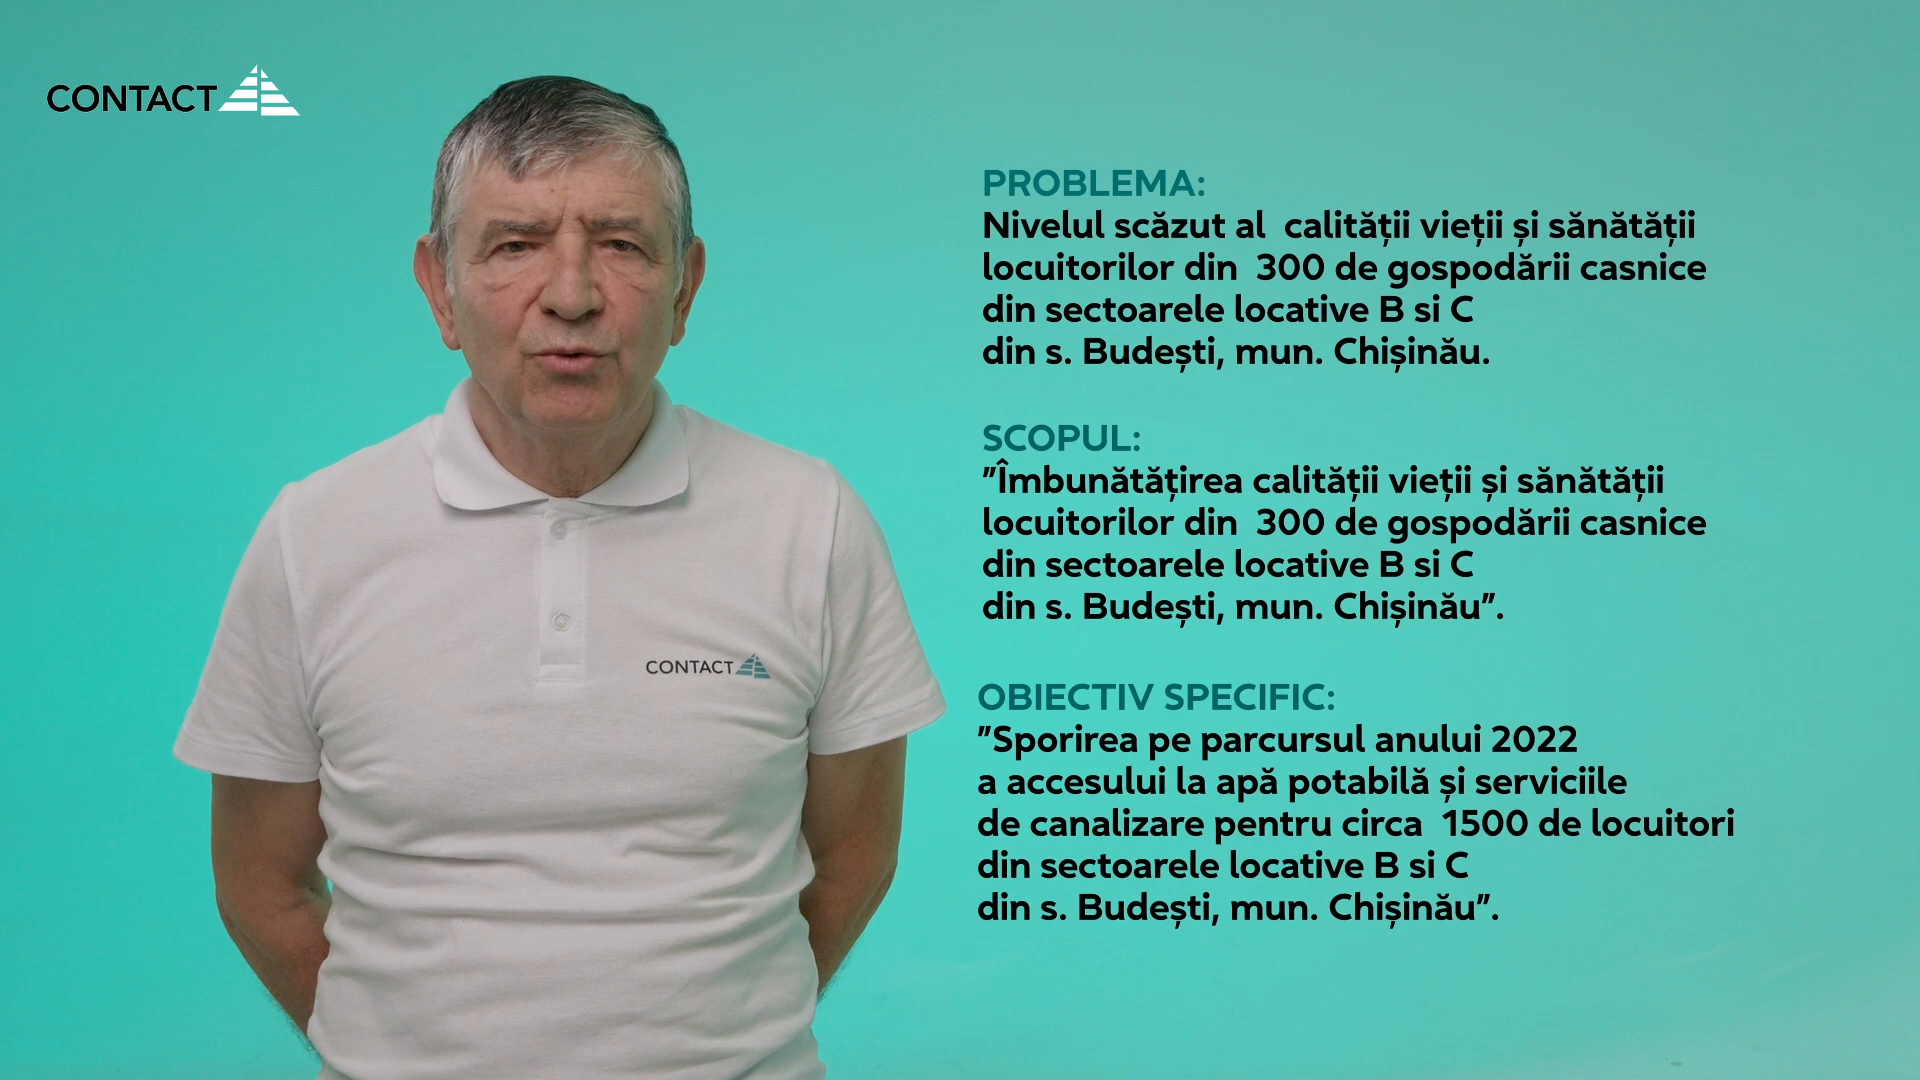 CONTACT
PROBLEMA:
Nivelul scăzut al  calității vieții și sănătății
locuitorilor din  300 de gospodării casnice
din sectoarele locative B si C
din s. Budești, mun. Chișinău.
SCOPUL:
”Îmbunătățirea calității vieții și sănătății
locuitorilor din  300 de gospodării casnice
din sectoarele locative B si C
din s. Budești, mun. Chișinău”.
OBIECTIV SPECIFIC:
”Sporirea pe parcursul anului 2022
a accesului la apă potabilă și serviciile
de canalizare pentru circa  1500 de locuitori
din sectoarele locative B si C
din s. Budești, mun. Chișinău”.
CONTACT